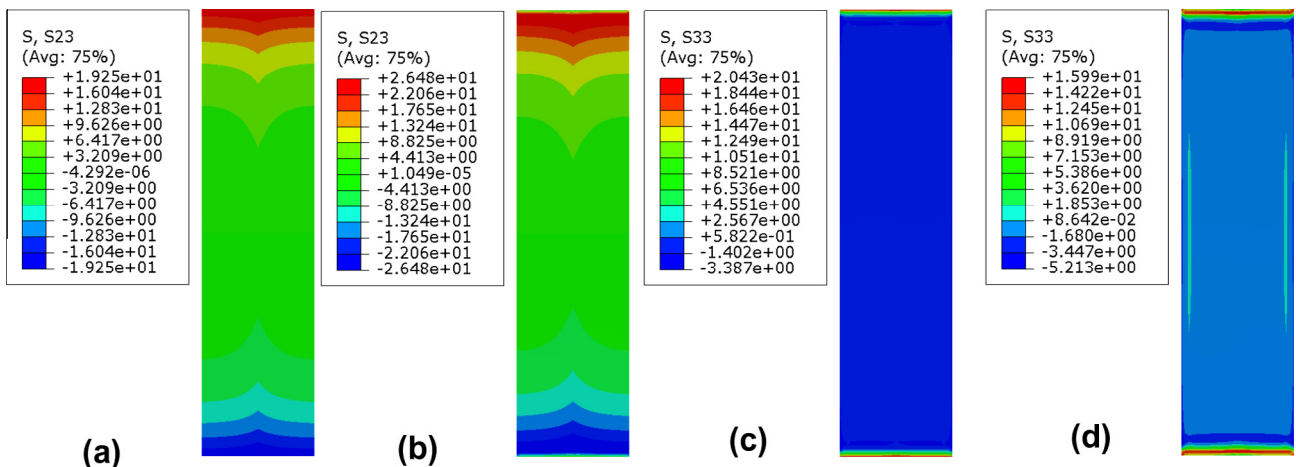 S, S23
(Avg: 75%)
+1.925e+01
+1.604e+01
+1.283e+01
+9.626e+00
+6.417e+00
+3.209e+00
-4.292e-06
-3.209e+00
-6.417e+00
-9.626e+00
-1.283e+01
-1.604e+01
-1.925e+01
(a)
S, S23
(Avg: 75%)
+2.648e+01
+2.206e+01
+1.765e+01
+1.324e+01
+8.825e+00
+4.413e+00
+1.049e-05
-4.413e+00
-8.825e+00
-1.324e+01
-1.765e+01
-2.206e+01
-2.648e+01
(b)
S, S33
(Avg: 75%)
+2.043e+01
+1.844e+01
+1.646e+01
+1.447e+01
+1.249e+01
+1.051e+01
+8.521e+00
+6.536e+00
+4.551e+00
+2.567e+00
+5.822e-01
-1.402e+00
-3.387e+00
(c)
S, S33
(Avg: 75%)
+1.599e+01
+1.422e+01
+1.245e+01
+1.069e+01
+8.919e+00
+7.153e+00
+5.386e+00
+3.620e+00
+1.853e+00
+8.642e-02
-1.680e+00
-3.447e+00
-5.213e+00
(d)